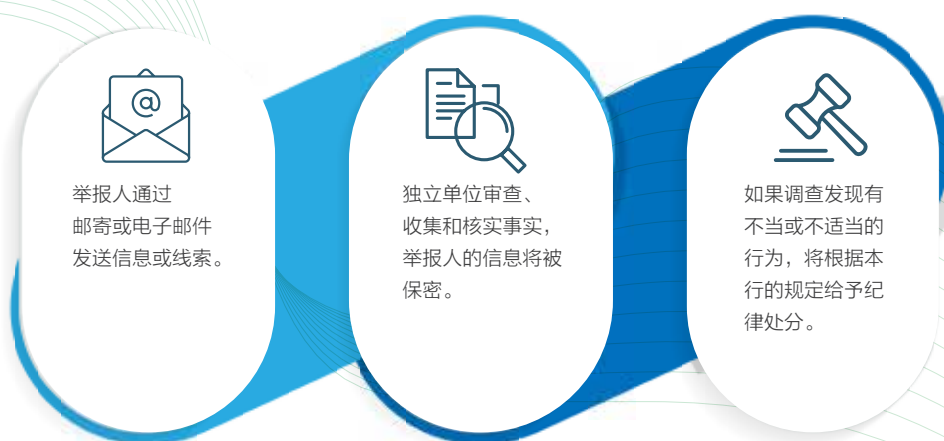 @
举报人通过
邮寄或电子邮件
发送信息或线索。
独立单位审查、
收集和核实事实，
举报人的信息将被
保密。
如果调查发现有
不当或不适当的
行为，将根据本
行的规定给予纪
律处分。